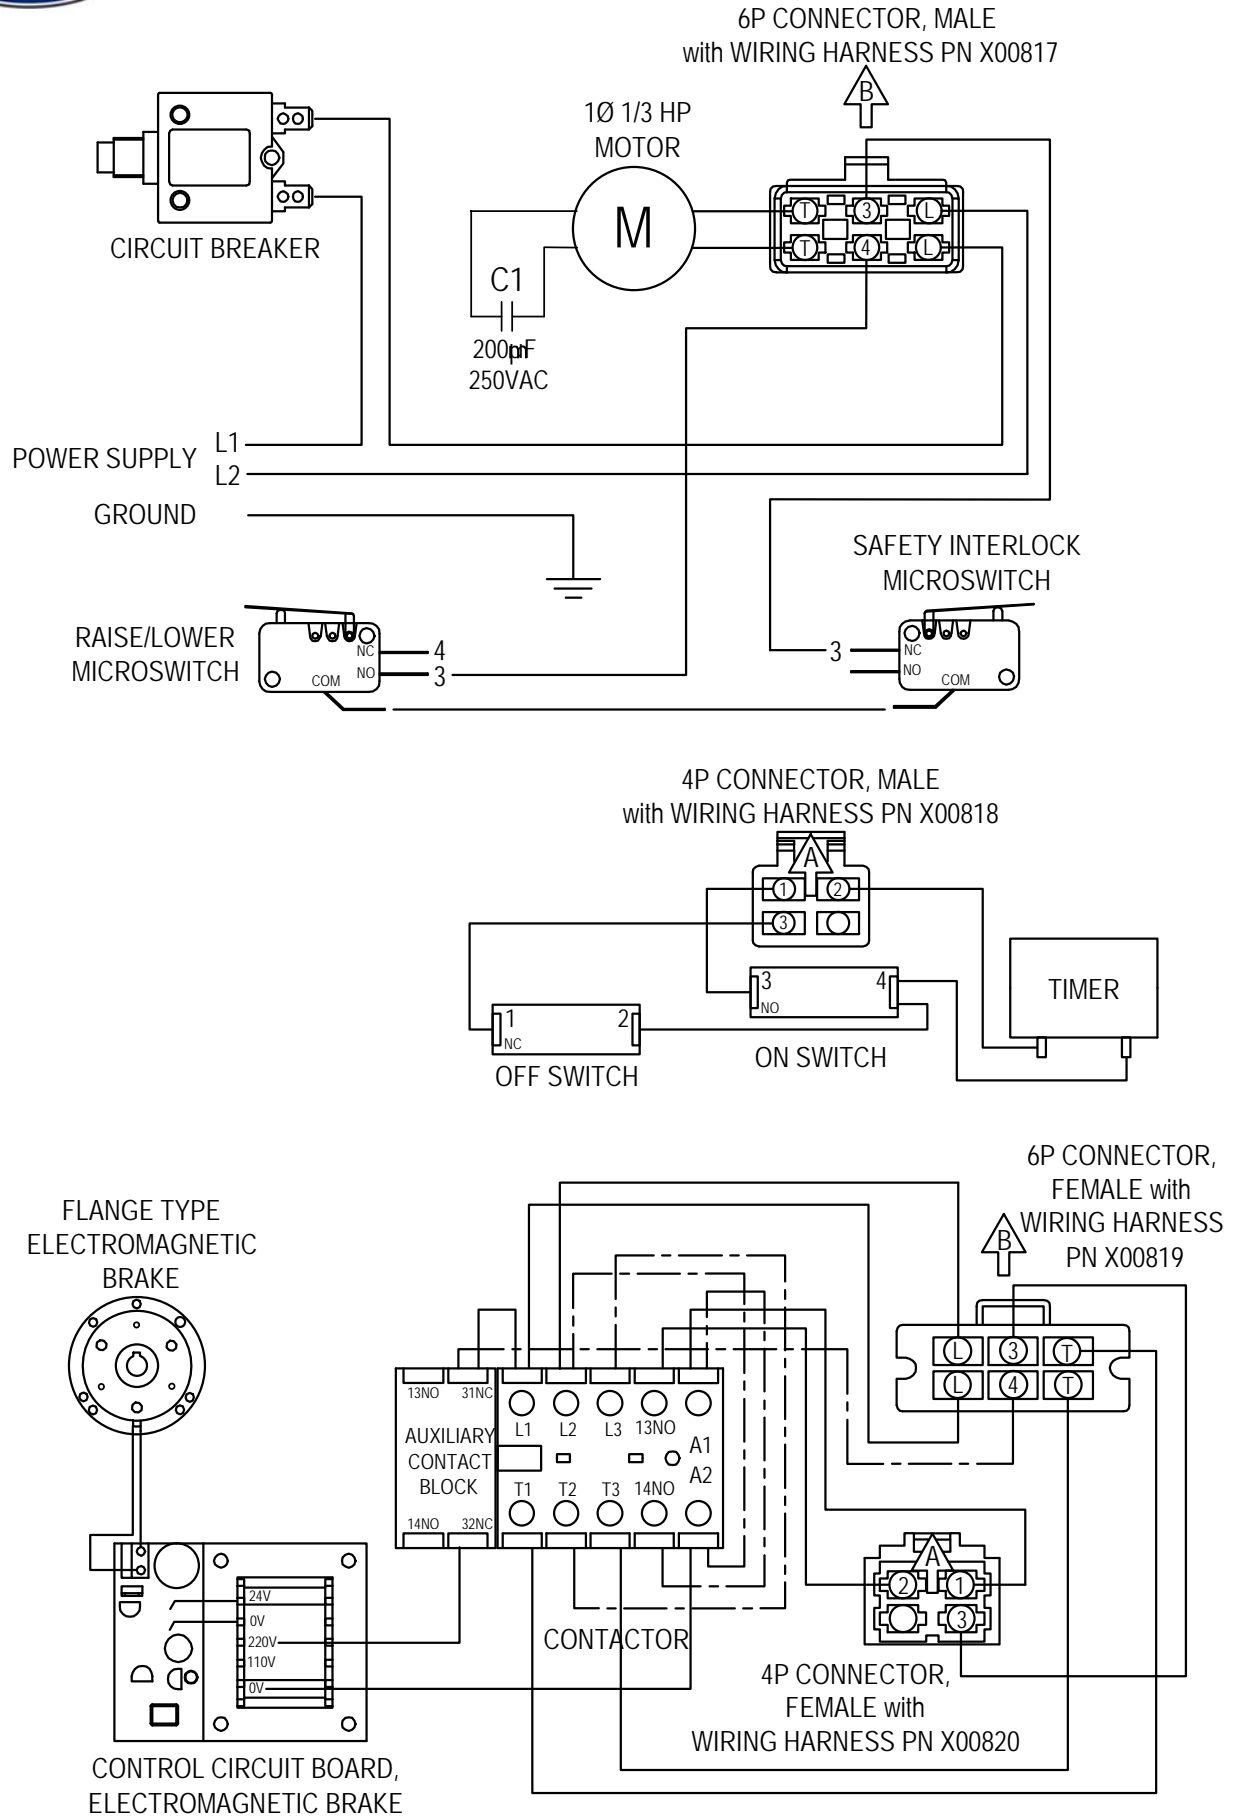 6P CONNECTOR, MALE
with WIRING HARNESS PN X00817
B
1Ø 1/3 HP
MOTOR
M
T 3 L
T 4 L
CIRCUIT BREAKER
C1
200µF
250VAC
POWER SUPPLY
L1
L2
GROUND
SAFETY INTERLOCK
MICROSWITCH
RAISE/LOWER
MICROSWITCH
NC
NO
COM
4
3
3
NC
NO
COM
4P CONNECTOR, MALE
with WIRING HARNESS PN X00818
A
1 2
3
TIMER
3 4
NO
ON SWITCH
1 2
NC
OFF SWITCH
6P CONNECTOR,
FEMALE with
WIRING HARNESS
PN X00819
B
FLANGE TYPE
ELECTROMAGNETIC
BRAKE
L 3 T
L 4 T
13NO 31NC
AUXILIARY
CONTACT
BLOCK
14NO 32NC
L1 L2 L3 13NO
A1
A2
T1 T2 T3 14NO
CONTACTOR
A
2 1
3
4P CONNECTOR,
FEMALE with
WIRING HARNESS PN X00820
24V
0V
220V
110V
0V
CONTROL CIRCUIT BOARD,
ELECTROMAGNETIC BRAKE